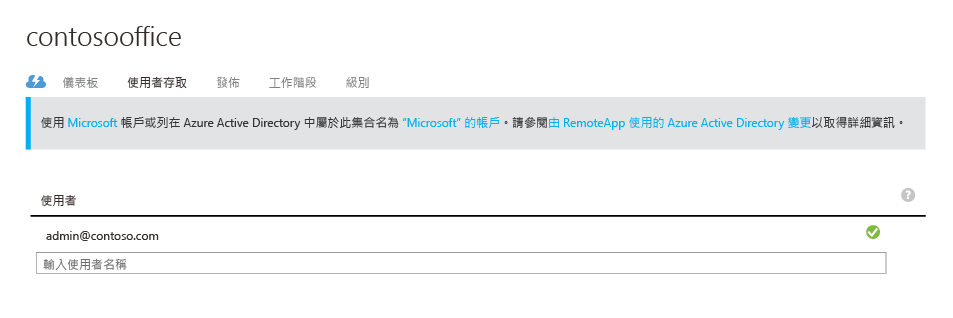 contosooffice
儀表板 使用者存取 發佈 工作階段 級別
使用 Microsoft 帳戶或列在 Azure Active Directory 中屬於此集合名為 "Microsoft" 的帳戶。請參閱由 RemoteApp 使用的 Azure Active Directory 變更以取得詳細資訊。
使用者 ?
admin@contoso.com
輸入使用者名稱